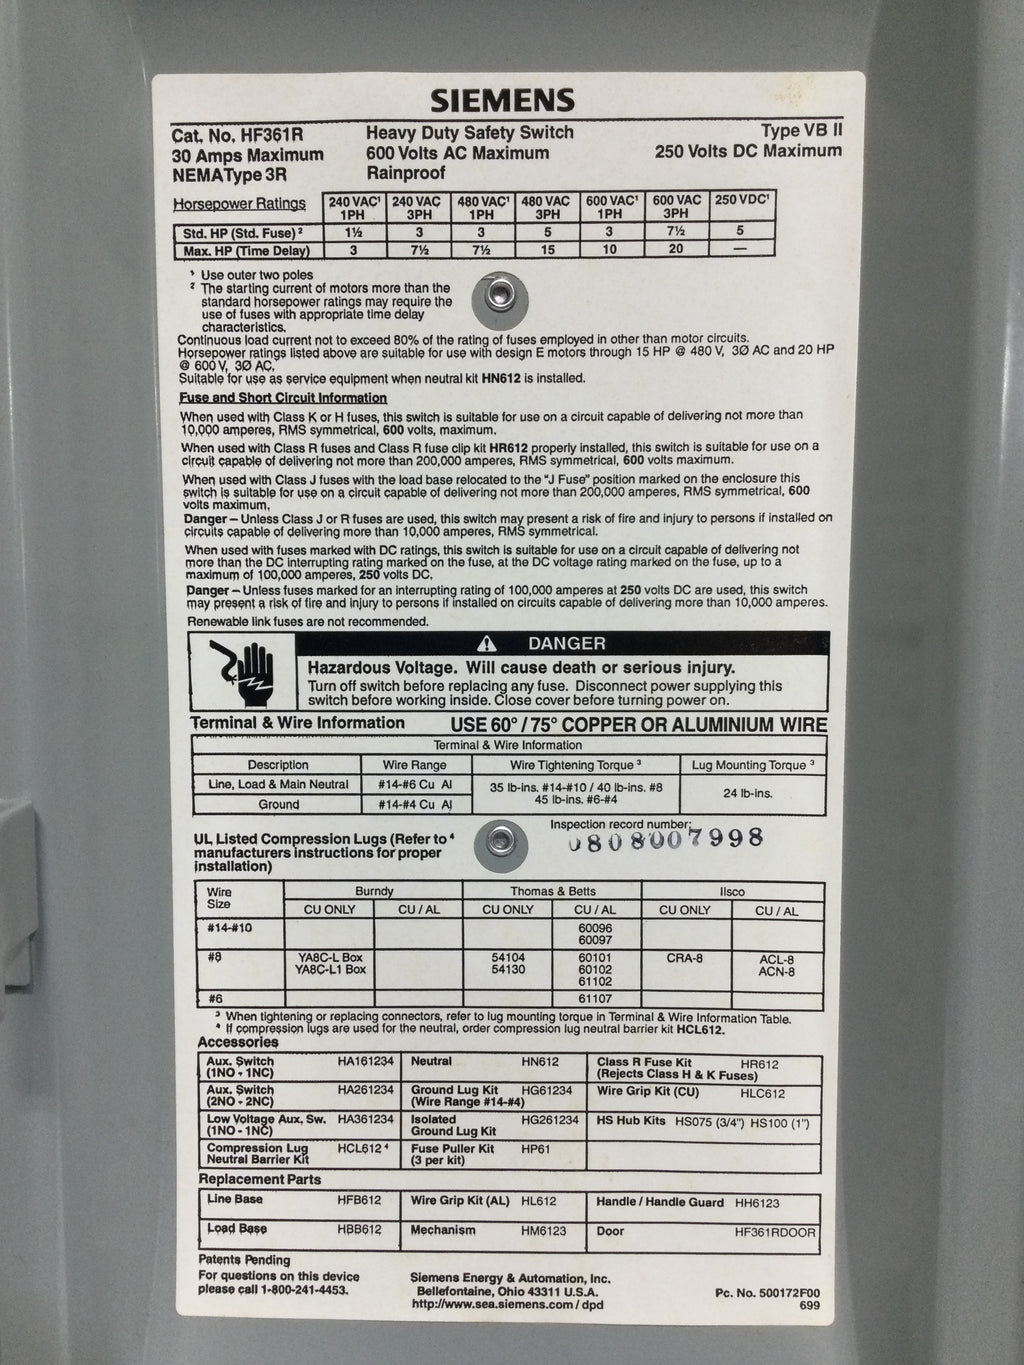 SIEMENS
Cat. No. HF361R Heavy Duty Safety Switch Type VB II
30 Amps Maximum 600 Volts AC Maximum 250 Volts DC Maximum
NEMA Type 3R Rainproof
Horsepower Ratings 240 VAC¹ 1PH 240 VAC 3PH 480 VAC¹ 1PH 480 VAC 3PH 600 VAC¹ 1PH 600 VAC 3PH 250 VDC¹
Std. HP (Std. Fuse)² 1½ 3 3 5 3 7½ 5
Max. HP (Time Delay) 3 7½ 7½ 15 10 20 —
¹ Use outer two poles
² The starting current of motors more than the
standard horsepower ratings may require the
use of fuses with appropriate time delay
characteristics.
Continuous load current not to exceed 80% of the rating of fuses employed in other than motor circuits.
Horsepower ratings listed above are suitable for use with design E motors through 15 HP @ 480 V, 3Ø AC and 20 HP
@ 600 V, 3Ø AC.
Suitable for use as service equipment when neutral kit HN612 is installed.
Fuse and Short Circuit Information
When used with Class K or H fuses, this switch is suitable for use on a circuit capable of delivering not more than
10,000 amperes, RMS symmetrical, 600 volts, maximum.
When used with Class R fuses and Class R fuse clip kit HR612 properly installed, this switch is suitable for use on a
circuit capable of delivering not more than 200,000 amperes, RMS symmetrical, 600 volts maximum.
When used with Class J fuses with the load base relocated to the "J Fuse" position marked on the enclosure this
switch is suitable for use on a circuit capable of delivering not more than 200,000 amperes, RMS symmetrical, 600
volts maximum,
Danger – Unless Class J or R fuses are used, this switch may present a risk of fire and injury to persons if installed on
circuits capable of delivering more than 10,000 amperes, RMS symmetrical.
When used with fuses marked with DC ratings, this switch is suitable for use on a circuit capable of delivering not
more than the DC interrupting rating marked on the fuse, at the DC voltage rating marked on the fuse, up to a
maximum of 100,000 amperes, 250 volts DC.
Danger – Unless fuses marked for an interrupting rating of 100,000 amperes at 250 volts DC are used, this switch
may present a risk of fire and injury to persons if installed on circuits capable of delivering more than 10,000 amperes.
Renewable link fuses are not recommended.
DANGER
Hazardous Voltage. Will cause death or serious injury.
Turn off switch before replacing any fuse. Disconnect power supplying this
switch before working inside. Close cover before turning power on.
Terminal & Wire Information USE 60°/75° COPPER OR ALUMINIUM WIRE
Terminal & Wire Information
Description Wire Range Wire Tightening Torque ³ Lug Mounting Torque ³
Line, Load & Main Neutral #14-#6 Cu Al 35 lb-ins. #14-#10 / 40 lb-ins. #8 24 lb-ins.
Ground #14-#4 Cu Al 45 lb-ins. #6-#4
Inspection record number:
0808007998
UL Listed Compression Lugs (Refer to ⁴
manufacturers instructions for proper
installation)
Wire Size Burndy Thomas & Betts Ilsco
CU ONLY CU / AL CU ONLY CU / AL CU ONLY CU / AL
#14-#10 60096
60097
#8 YA8C-L Box 54104 60101 CRA-8 ACL-8
YA8C-L1 Box 54130 60102 ACN-8
61102
#6 61107
³ When tightening or replacing connectors, refer to lug mounting torque in Terminal & Wire Information Table.
⁴ If compression lugs are used for the neutral, order compression lug neutral barrier kit HCL612.
Accessories
Aux. Switch HA161234 Neutral HN612 Class R Fuse Kit HR612
(1NO - 1NC) (Rejects Class H & K Fuses)
Aux. Switch HA261234 Ground Lug Kit HG61234 Wire Grip Kit (CU) HLC612
(2NO - 2NC) (Wire Range #14-#4)
Low Voltage Aux. Sw. HA361234 Isolated HG261234 HS Hub Kits HS075 (3/4") HS100 (1")
(1NO - 1NC) Ground Lug Kit
Compression Lug HCL612 ⁴ Fuse Puller Kit HP61
Neutral Barrier Kit (3 per kit)
Replacement Parts
Line Base HFB612 Wire Grip Kit (AL) HL612 Handle / Handle Guard HH6123
Load Base HBB612 Mechanism HM6123 Door HF361RDOOR
Patents Pending
For questions on this device Siemens Energy & Automation, Inc.
please call 1-800-241-4453. Bellefontaine, Ohio 43311 U.S.A. Pc. No. 500172F00
http://www.sea.siemens.com / dpd 699